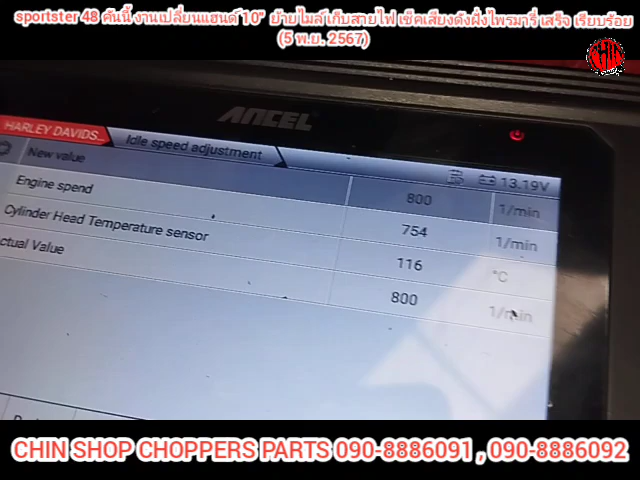 sportster 48 คันนี้ งานเปลี่ยนแฮนด์ 10" ย้ายไมล์ เก็บสายไฟ เช็คเสียงดังฝั่งไพรมารี่ เสร็จ เรียบร้อย
(5 พ.ย. 2567)
CHIN
ANCEL
HARLEY DAVIDS.. Idle speed adjustment
13.19V
New value 800 1/min
Engine spend 754 1/min
Cylinder Head Temperature sensor 116 °C
ctual Value 800 1/min
CHIN SHOP CHOPPERS PARTS 090-8886091 , 090-8886092